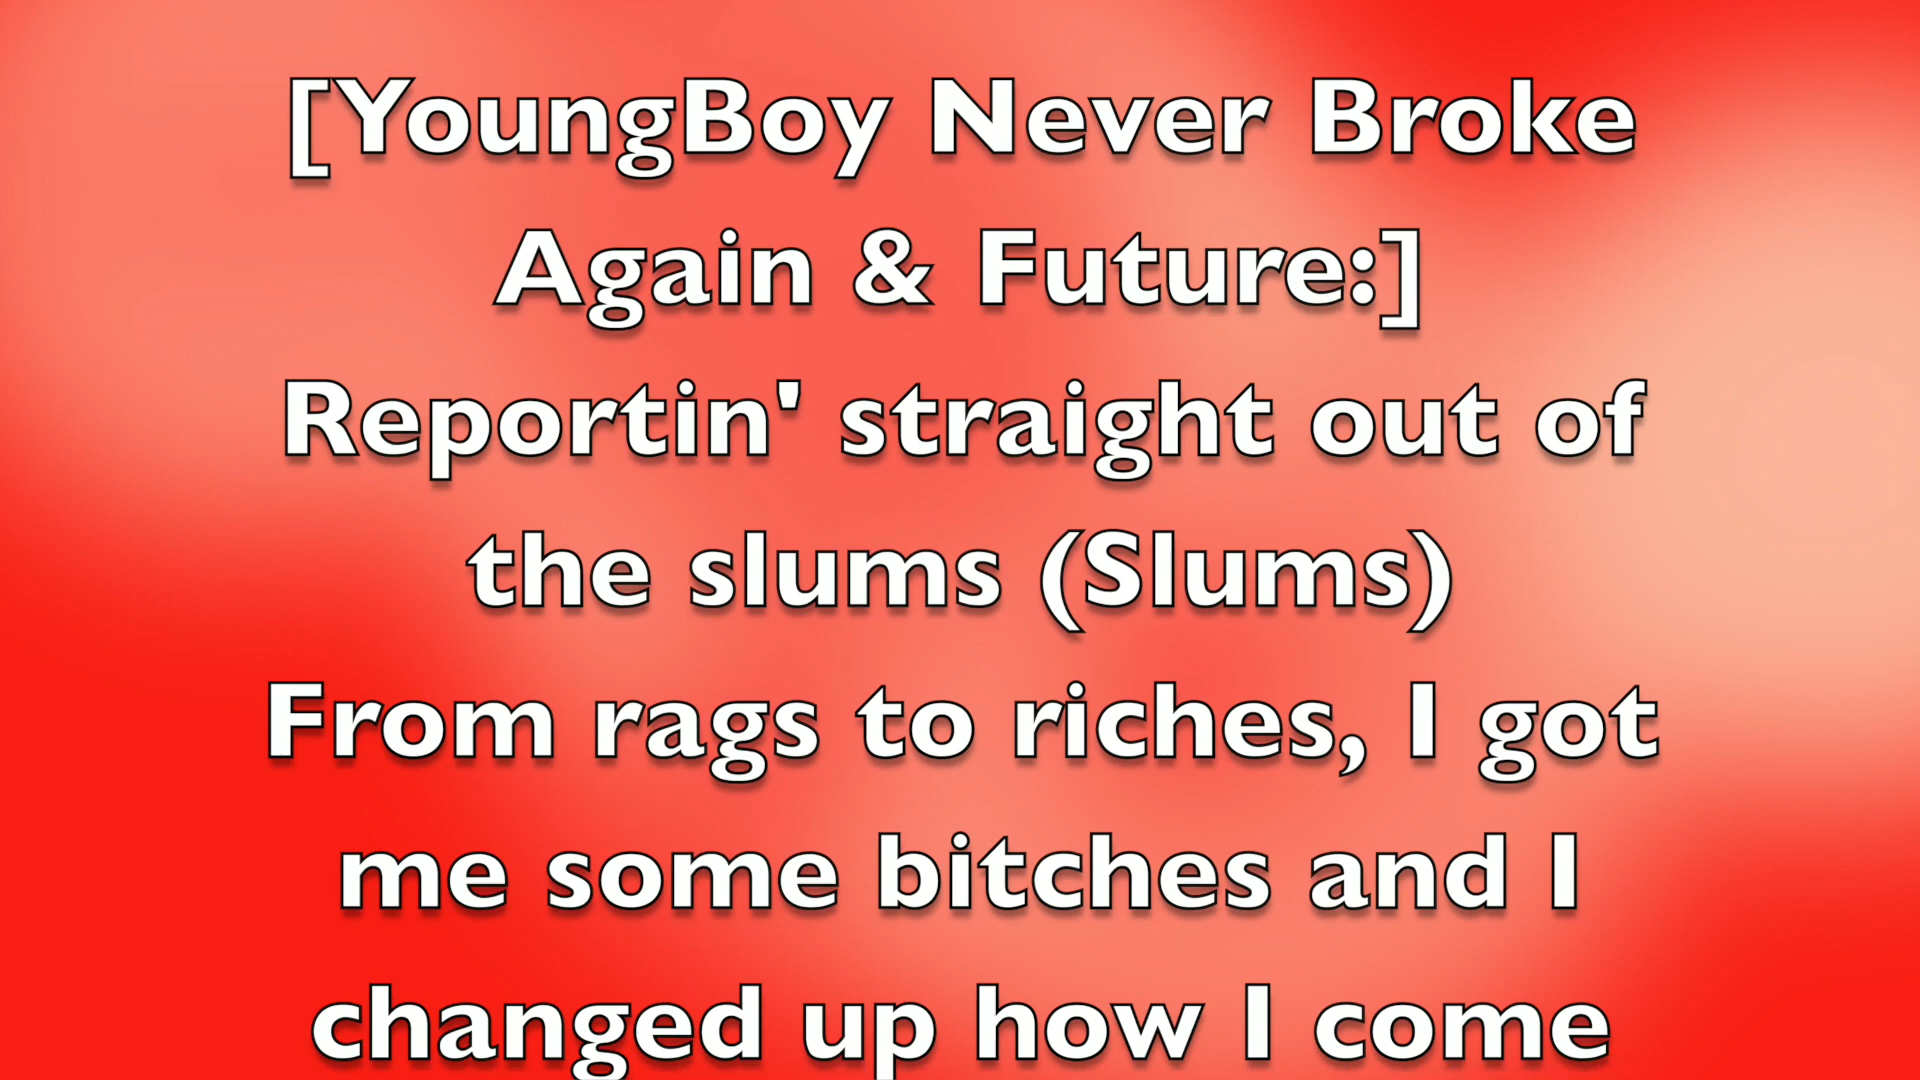 [YoungBoy Never Broke
Again & Future:]
Reportin' straight out of
the slums (Slums)
From rags to riches, I got
me some bitches and I
changed up how I come